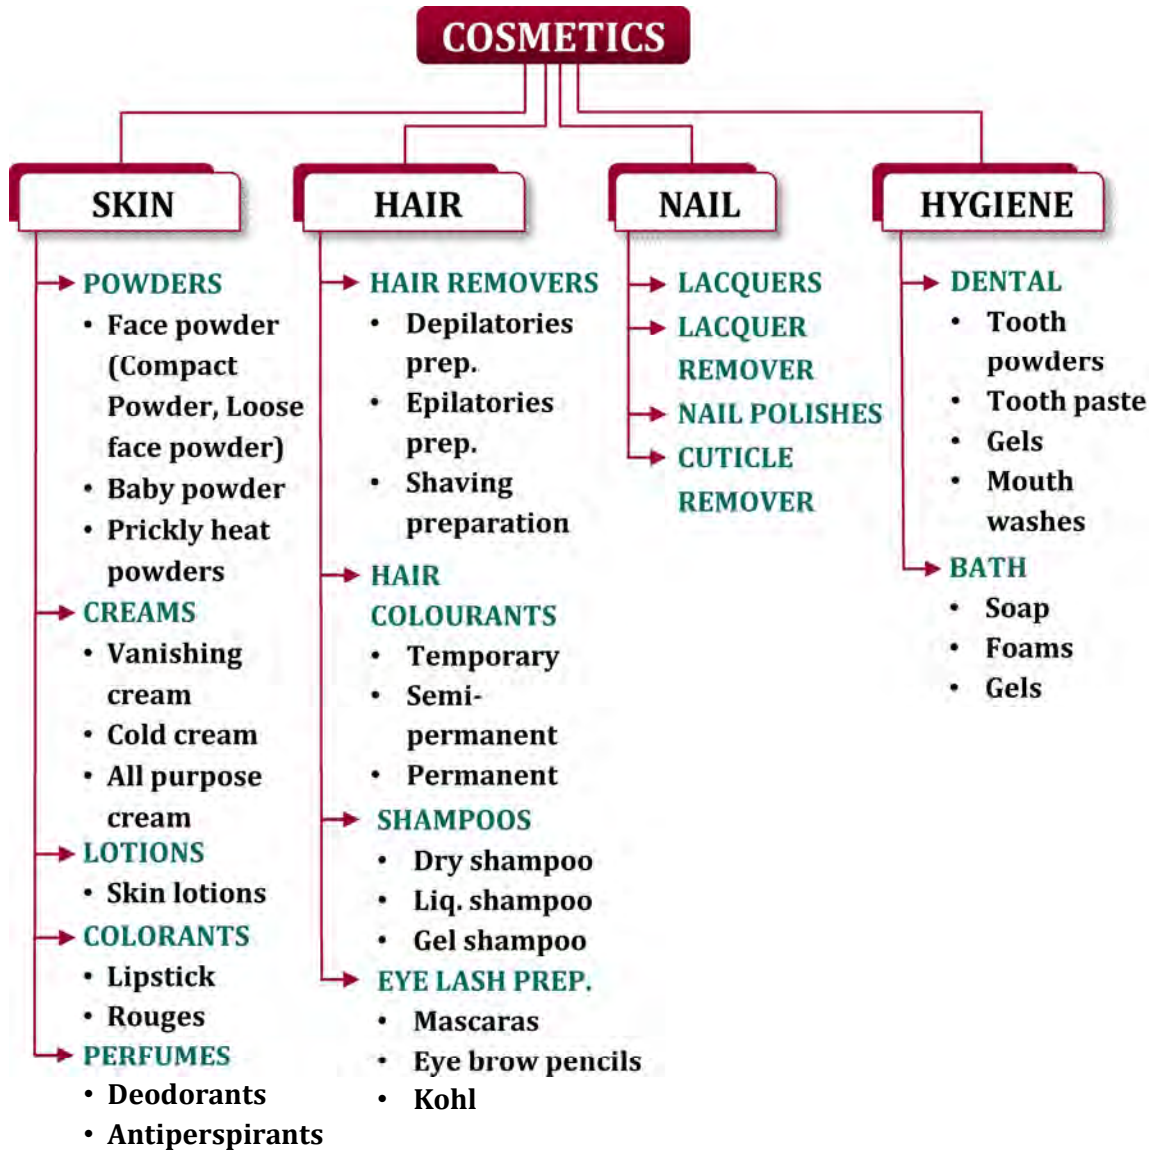 COSMETICS
SKIN
POWDERS
• Face powder
(Compact
Powder, Loose
face powder)
• Baby powder
• Prickly heat
powders
CREAMS
• Vanishing
cream
• Cold cream
• All purpose
cream
LOTIONS
• Skin lotions
COLORANTS
• Lipstick
• Rouges
PERFUMES
• Deodorants
• Antiperspirants
HAIR
HAIR REMOVERS
• Depilatories
prep.
• Epilatories
prep.
• Shaving
preparation
HAIR
COLOURANTS
• Temporary
• Semi-
permanent
• Permanent
SHAMPOOS
• Dry shampoo
• Liq. shampoo
• Gel shampoo
EYE LASH PREP.
• Mascaras
• Eye brow pencils
• Kohl
NAIL
LACQUERS
LACQUER
REMOVER
NAIL POLISHES
CUTICLE
REMOVER
HYGIENE
DENTAL
• Tooth
powders
• Tooth paste
• Gels
• Mouth
washes
BATH
• Soap
• Foams
• Gels